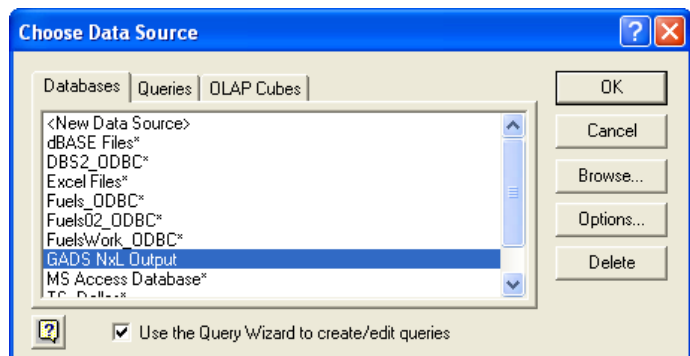 Choose Data Source
Databases
Queries
OLAP Cubes
<New Data Source>
dBASE Files*
DBS2_ODBC*
Excel Files*
Fuels_ODBC*
Fuels02_ODBC*
FuelsWork_ODBC*
GADS NxL Output
MS Access Database*
OK
Cancel
Browse...
Options...
Delete
Use the Query Wizard to create/edit queries